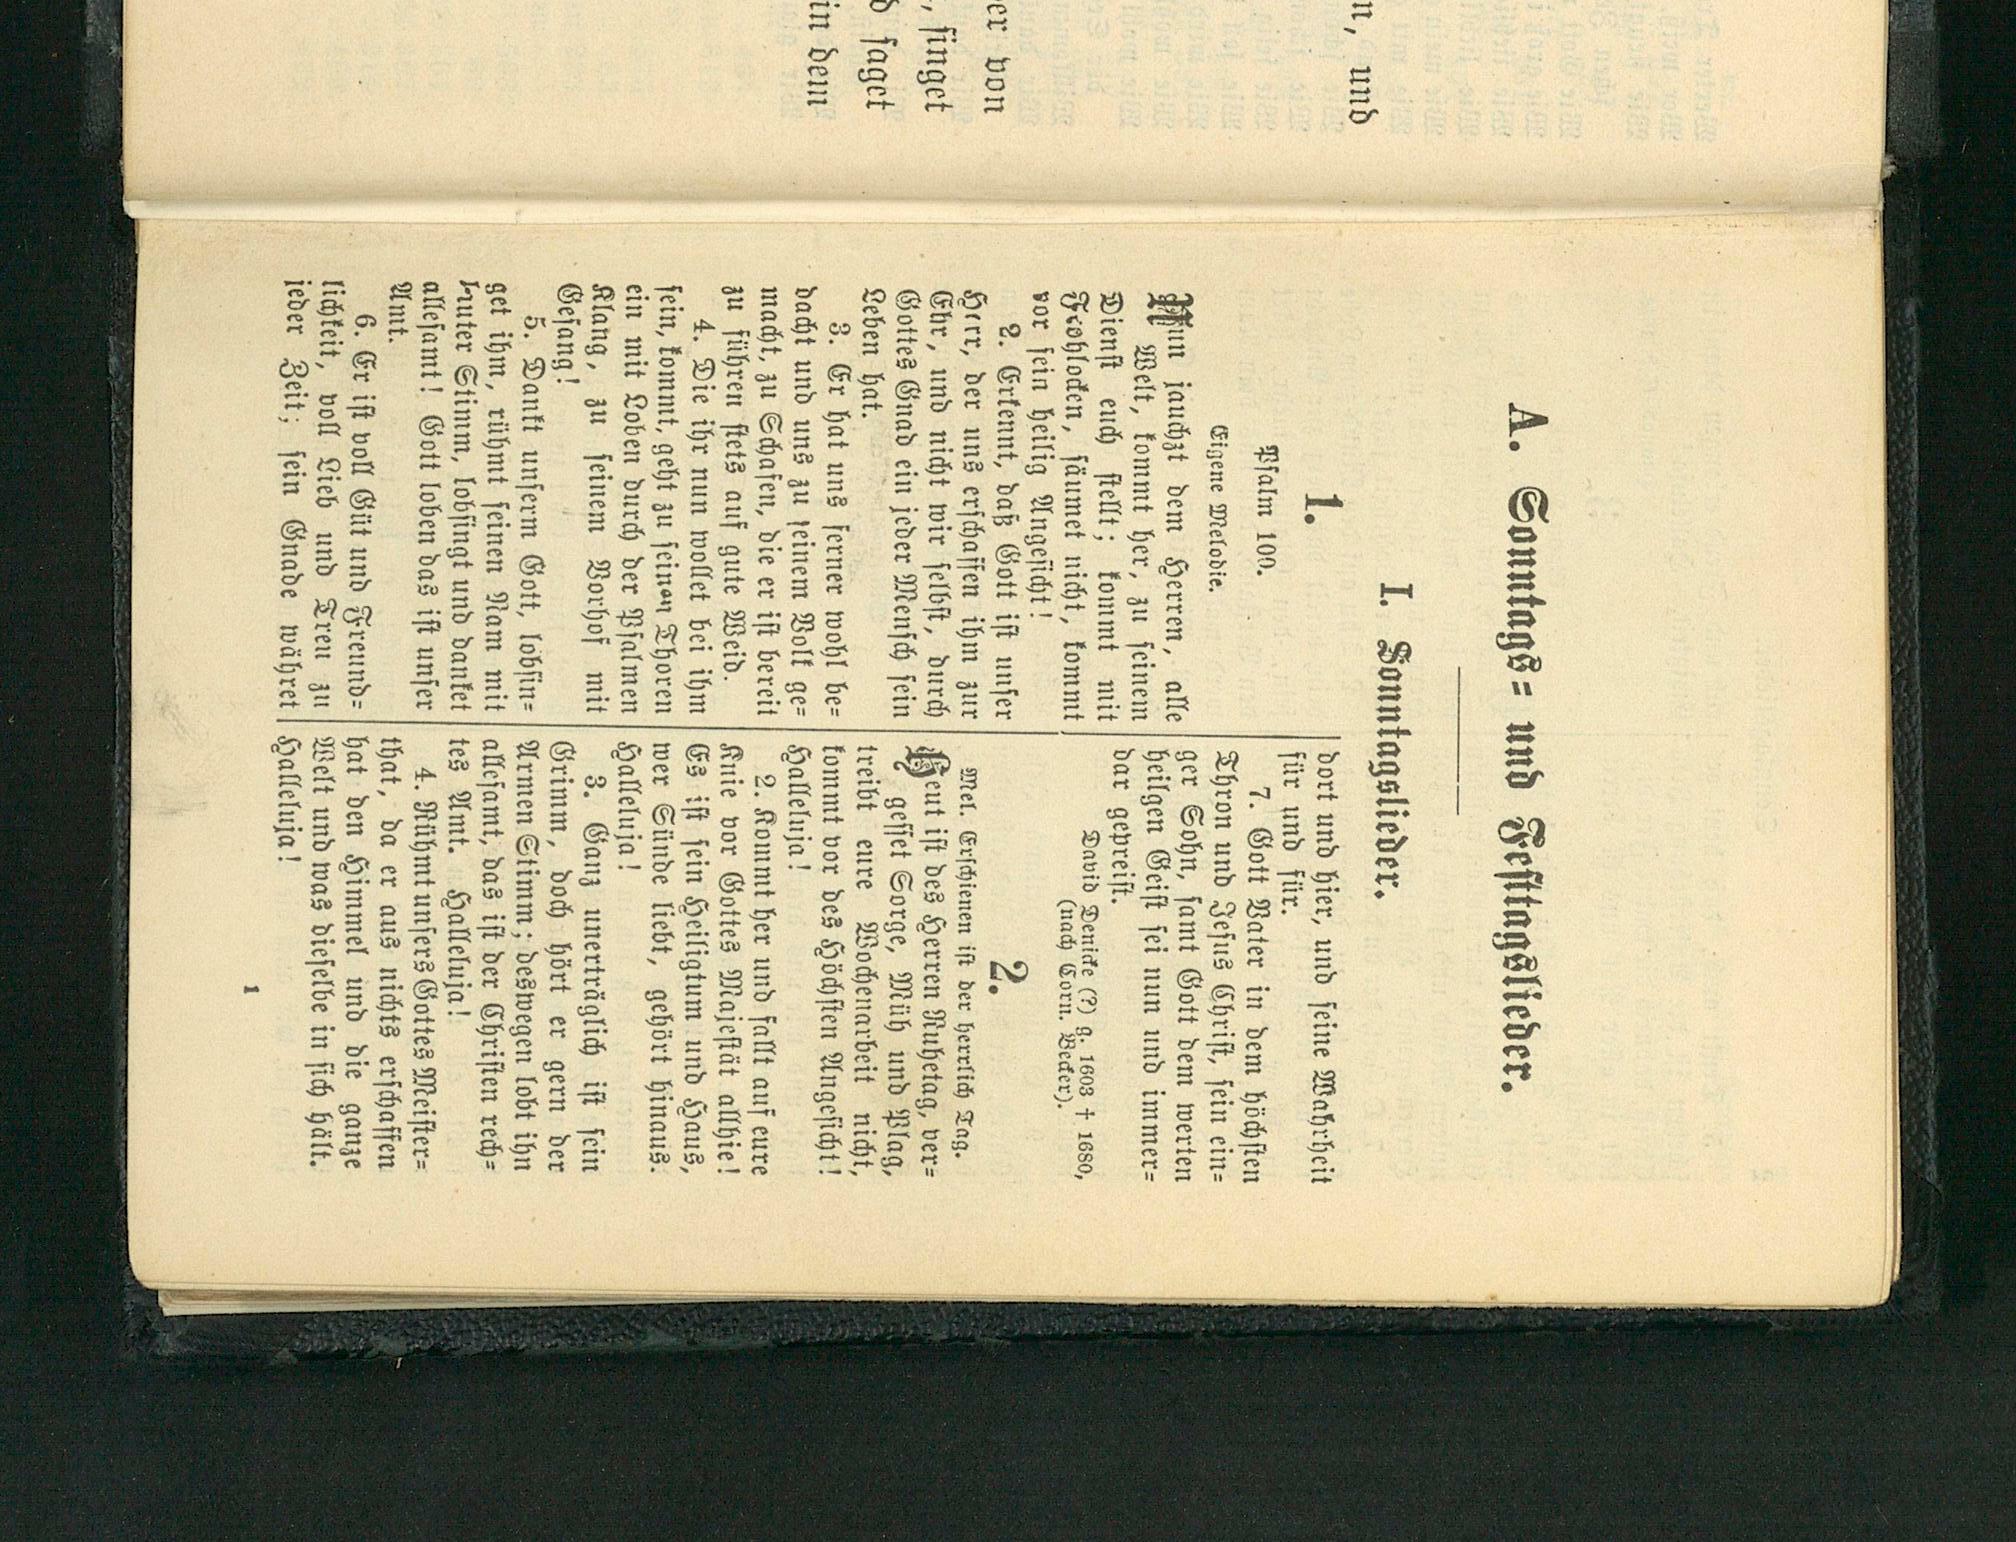 n, und
er von
, singet
d saget
in dem
A. Sonntags= und Festtagslieder.
I. Sonntagslieder.
1.
Psalm 100.
Eigene Melodie.
Nun jauchzt dem Herren, alle
Welt, kommt her, zu seinem
Dienst euch stellt; kommt mit
Frohlocken, säumet nicht, kommt
vor sein heilig Angesicht!
2. Erkennt, daß Gott ist unser
Herr, der uns erschaffen ihm zur
Ehr, und nicht wir selbst, durch
Gottes Gnad ein jeder Mensch sein
Leben hat.
3. Er hat uns ferner wohl be=
dacht und uns zu seinem Volk ge=
macht, zu Schafen, die er ist bereit
zu führen stets auf gute Weid.
4. Die ihr nun wollet bei ihm
sein, kommt, geht zu seinen Thoren
ein mit Loben durch der Psalmen
Klang, zu seinem Vorhof mit
Gesang!
5. Dankt unserm Gott, lobsin=
get ihm, rühmt seinen Nam mit
lauter Stimm, lobsingt und danket
allesamt! Gott loben das ist unser
Amt.
6. Er ist voll Güt und Freund=
lichkeit, voll Lieb und Treu zu
jeder Zeit; sein Gnade währet
dort und hier, und seine Wahrheit
für und für.
7. Gott Vater in dem höchsten
Thron und Jesus Christ, sein ein=
ger Sohn, samt Gott dem werten
heilgen Geist sei nun und immer=
dar gepreist.
David Denicke (?) g. 1603 † 1680,
(nach Corn. Becker).
2.
Mel. Erschienen ist der herrlich Tag.
Heut ist des Herren Ruhetag, ver=
gesset Sorge, Müh und Plag,
treibt eure Wochenarbeit nicht,
kommt vor des Höchsten Angesicht!
Halleluja!
2. Kommt her und fallt auf eure
Knie vor Gottes Majestät allhie!
Es ist sein Heiligtum und Haus,
wer Sünde liebt, gehört hinaus.
Halleluja!
3. Ganz unerträglich ist sein
Grimm, doch hört er gern der
Armen Stimm; deswegen lobt ihn
allesamt, das ist der Christen rech=
tes Amt. Halleluja!
4. Rühmt unsers Gottes Meister=
that, da er aus nichts erschaffen
hat den Himmel und die ganze
Welt und was dieselbe in sich hält.
Halleluja!
1